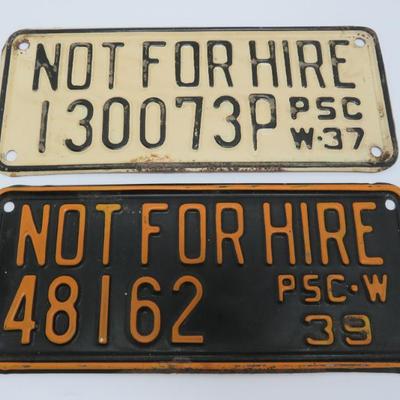 NOT FOR HIRE
130073P PSC W·37
NOT FOR HIRE
48162 PSC·W 39